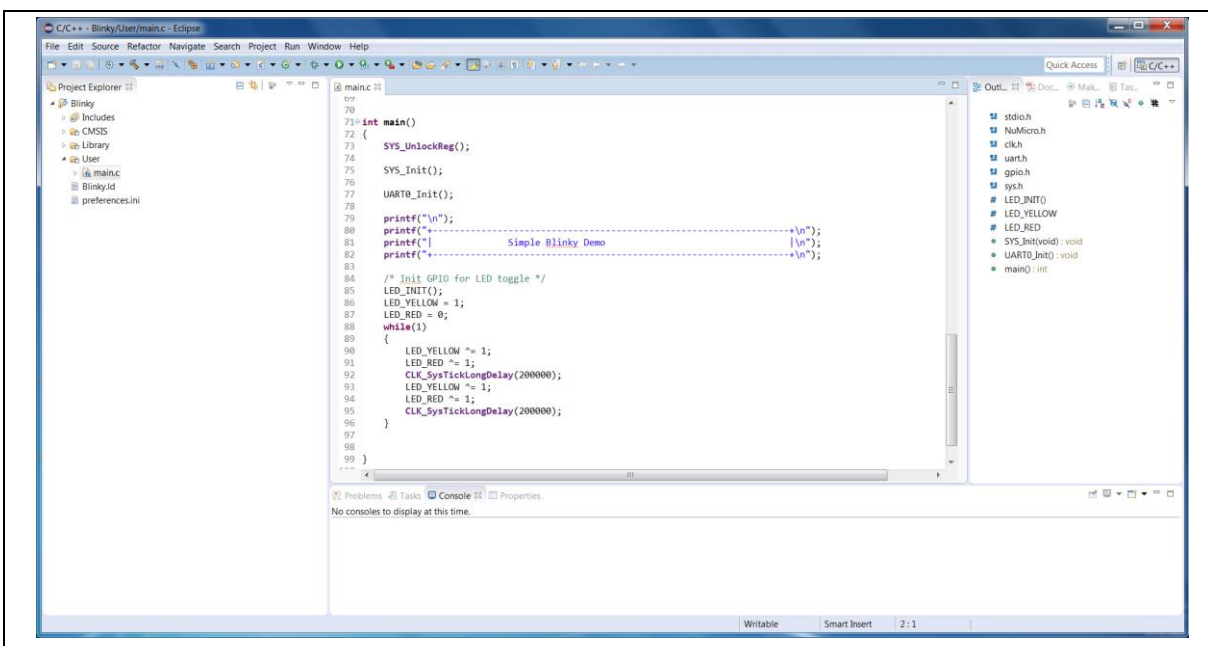 C/C++ - Blinky/User/main.c - Eclipse
File Edit Source Refactor Navigate Search Project Run Window Help
Quick Access
C/C++
Project Explorer
Blinky
Includes
CMSIS
Library
User
main.c
Blinky.ld
preferences.ini
main.c
69
70
71 int main()
72 {
73 SYS_UnlockReg();
74
75 SYS_Init();
76
77 UART0_Init();
78
79 printf("\n");
80 printf("+-----------------------------------------------------------+\n");
81 printf("| Simple Blinky Demo |\n");
82 printf("+-----------------------------------------------------------+\n");
83
84 /* Init GPIO for LED toggle */
85 LED_INIT();
86 LED_YELLOW = 1;
87 LED_RED = 0;
88 while(1)
89 {
90 LED_YELLOW ^= 1;
91 LED_RED ^= 1;
92 CLK_SysTickLongDelay(200000);
93 LED_YELLOW ^= 1;
94 LED_RED ^= 1;
95 CLK_SysTickLongDelay(200000);
96 }
97
98
99 }
Outl... Doc... Mak... Tas...
stdio.h
NuMicro.h
clk.h
uart.h
gpio.h
sys.h
LED_INIT()
LED_YELLOW
LED_RED
SYS_Init(void) : void
UART0_Init() : void
main() : int
Problems Tasks Console Properties
No consoles to display at this time.
Writable Smart Insert 2 : 1